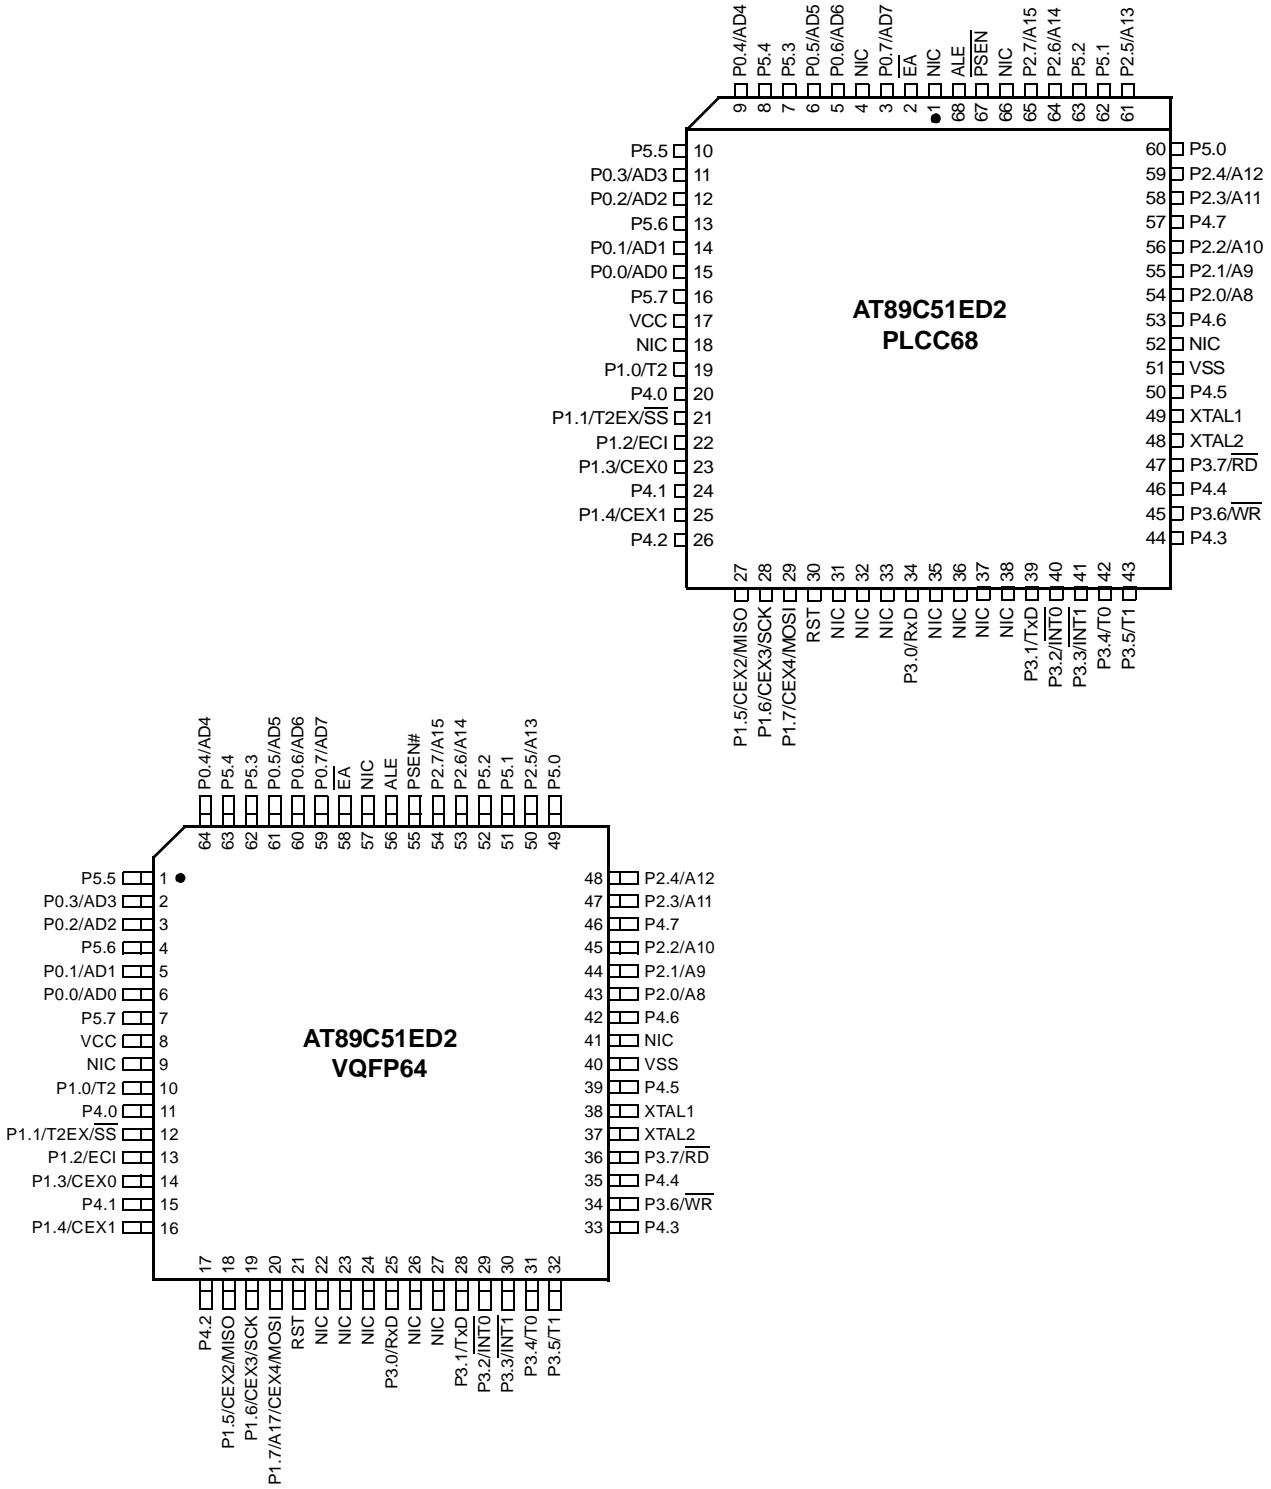 P0.4/AD4
P5.4
P5.3
P0.5/AD5
P0.6/AD6
NIC
P0.7/AD7
EA
NIC
ALE
PSEN
NIC
P2.7/A15
P2.6/A14
P5.2
P5.1
P2.5/A13
9
8
7
6
5
4
3
2
1
68
67
66
65
64
63
62
61
P5.5 10
P0.3/AD3 11
P0.2/AD2 12
P5.6 13
P0.1/AD1 14
P0.0/AD0 15
P5.7 16
VCC 17
NIC 18
P1.0/T2 19
P4.0 20
P1.1/T2EX/SS 21
P1.2/ECI 22
P1.3/CEX0 23
P4.1 24
P1.4/CEX1 25
P4.2 26
AT89C51ED2
PLCC68
60 P5.0
59 P2.4/A12
58 P2.3/A11
57 P4.7
56 P2.2/A10
55 P2.1/A9
54 P2.0/A8
53 P4.6
52 NIC
51 VSS
50 P4.5
49 XTAL1
48 XTAL2
47 P3.7/RD
46 P4.4
45 P3.6/WR
44 P4.3
27
28
29
30
31
32
33
34
35
36
37
38
39
40
41
42
43
P1.5/CEX2/MISO
P1.6/CEX3/SCK
P1.7/CEX4/MOSI
RST
NIC
NIC
NIC
P3.0/RxD
NIC
NIC
NIC
NIC
P3.1/TxD
P3.2/INT0
P3.3/INT1
P3.4/T0
P3.5/T1
P0.4/AD4
P5.4
P5.3
P0.5/AD5
P0.6/AD6
P0.7/AD7
EA
NIC
ALE
PSEN#
P2.7/A15
P2.6/A14
P5.2
P5.1
P2.5/A13
P5.0
64
63
62
61
60
59
58
57
56
55
54
53
52
51
50
49
P5.5 1
P0.3/AD3 2
P0.2/AD2 3
P5.6 4
P0.1/AD1 5
P0.0/AD0 6
P5.7 7
VCC 8
NIC 9
P1.0/T2 10
P4.0 11
P1.1/T2EX/SS 12
P1.2/ECI 13
P1.3/CEX0 14
P4.1 15
P1.4/CEX1 16
AT89C51ED2
VQFP64
48 P2.4/A12
47 P2.3/A11
46 P4.7
45 P2.2/A10
44 P2.1/A9
43 P2.0/A8
42 P4.6
41 NIC
40 VSS
39 P4.5
38 XTAL1
37 XTAL2
36 P3.7/RD
35 P4.4
34 P3.6/WR
33 P4.3
17
18
19
20
21
22
23
24
25
26
27
28
29
30
31
32
P4.2
P1.5/CEX2/MISO
P1.6/CEX3/SCK
P1.7/A17/CEX4/MOSI
RST
NIC
NIC
NIC
P3.0/RxD
NIC
NIC
P3.1/TxD
P3.2/INT0
P3.3/INT1
P3.4/T0
P3.5/T1